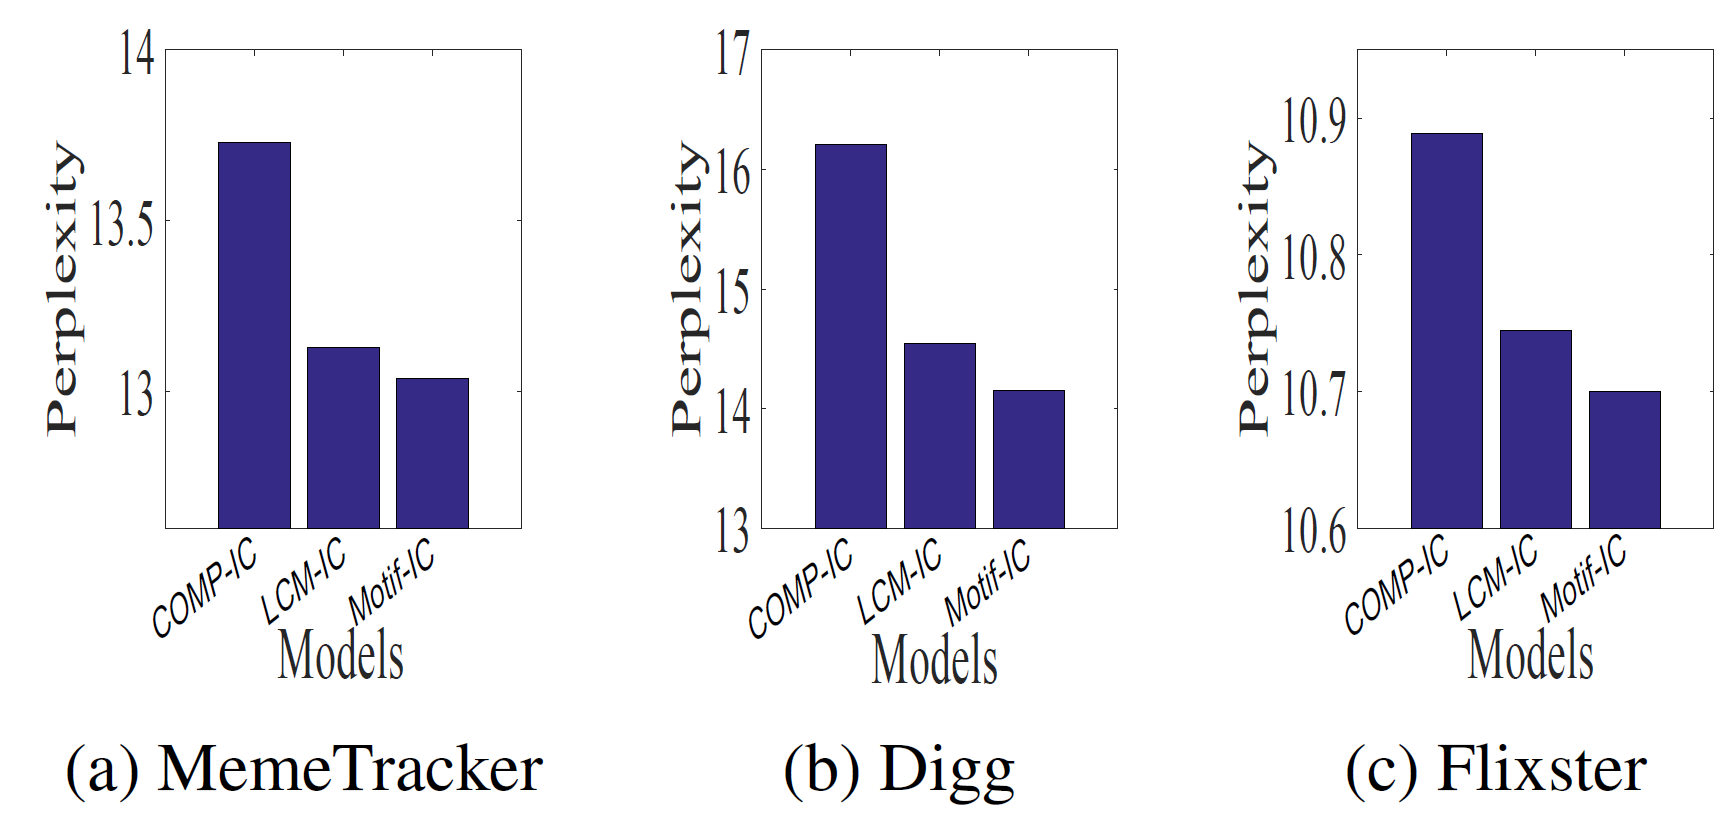 14
13.5
13
Perplexity
COMP-IC
LCM-IC
Motif-IC
Models
(a) MemeTracker
17
16
15
14
13
Perplexity
COMP-IC
LCM-IC
Motif-IC
Models
(b) Digg
10.9
10.8
10.7
10.6
Perplexity
COMP-IC
LCM-IC
Motif-IC
Models
(c) Flixster